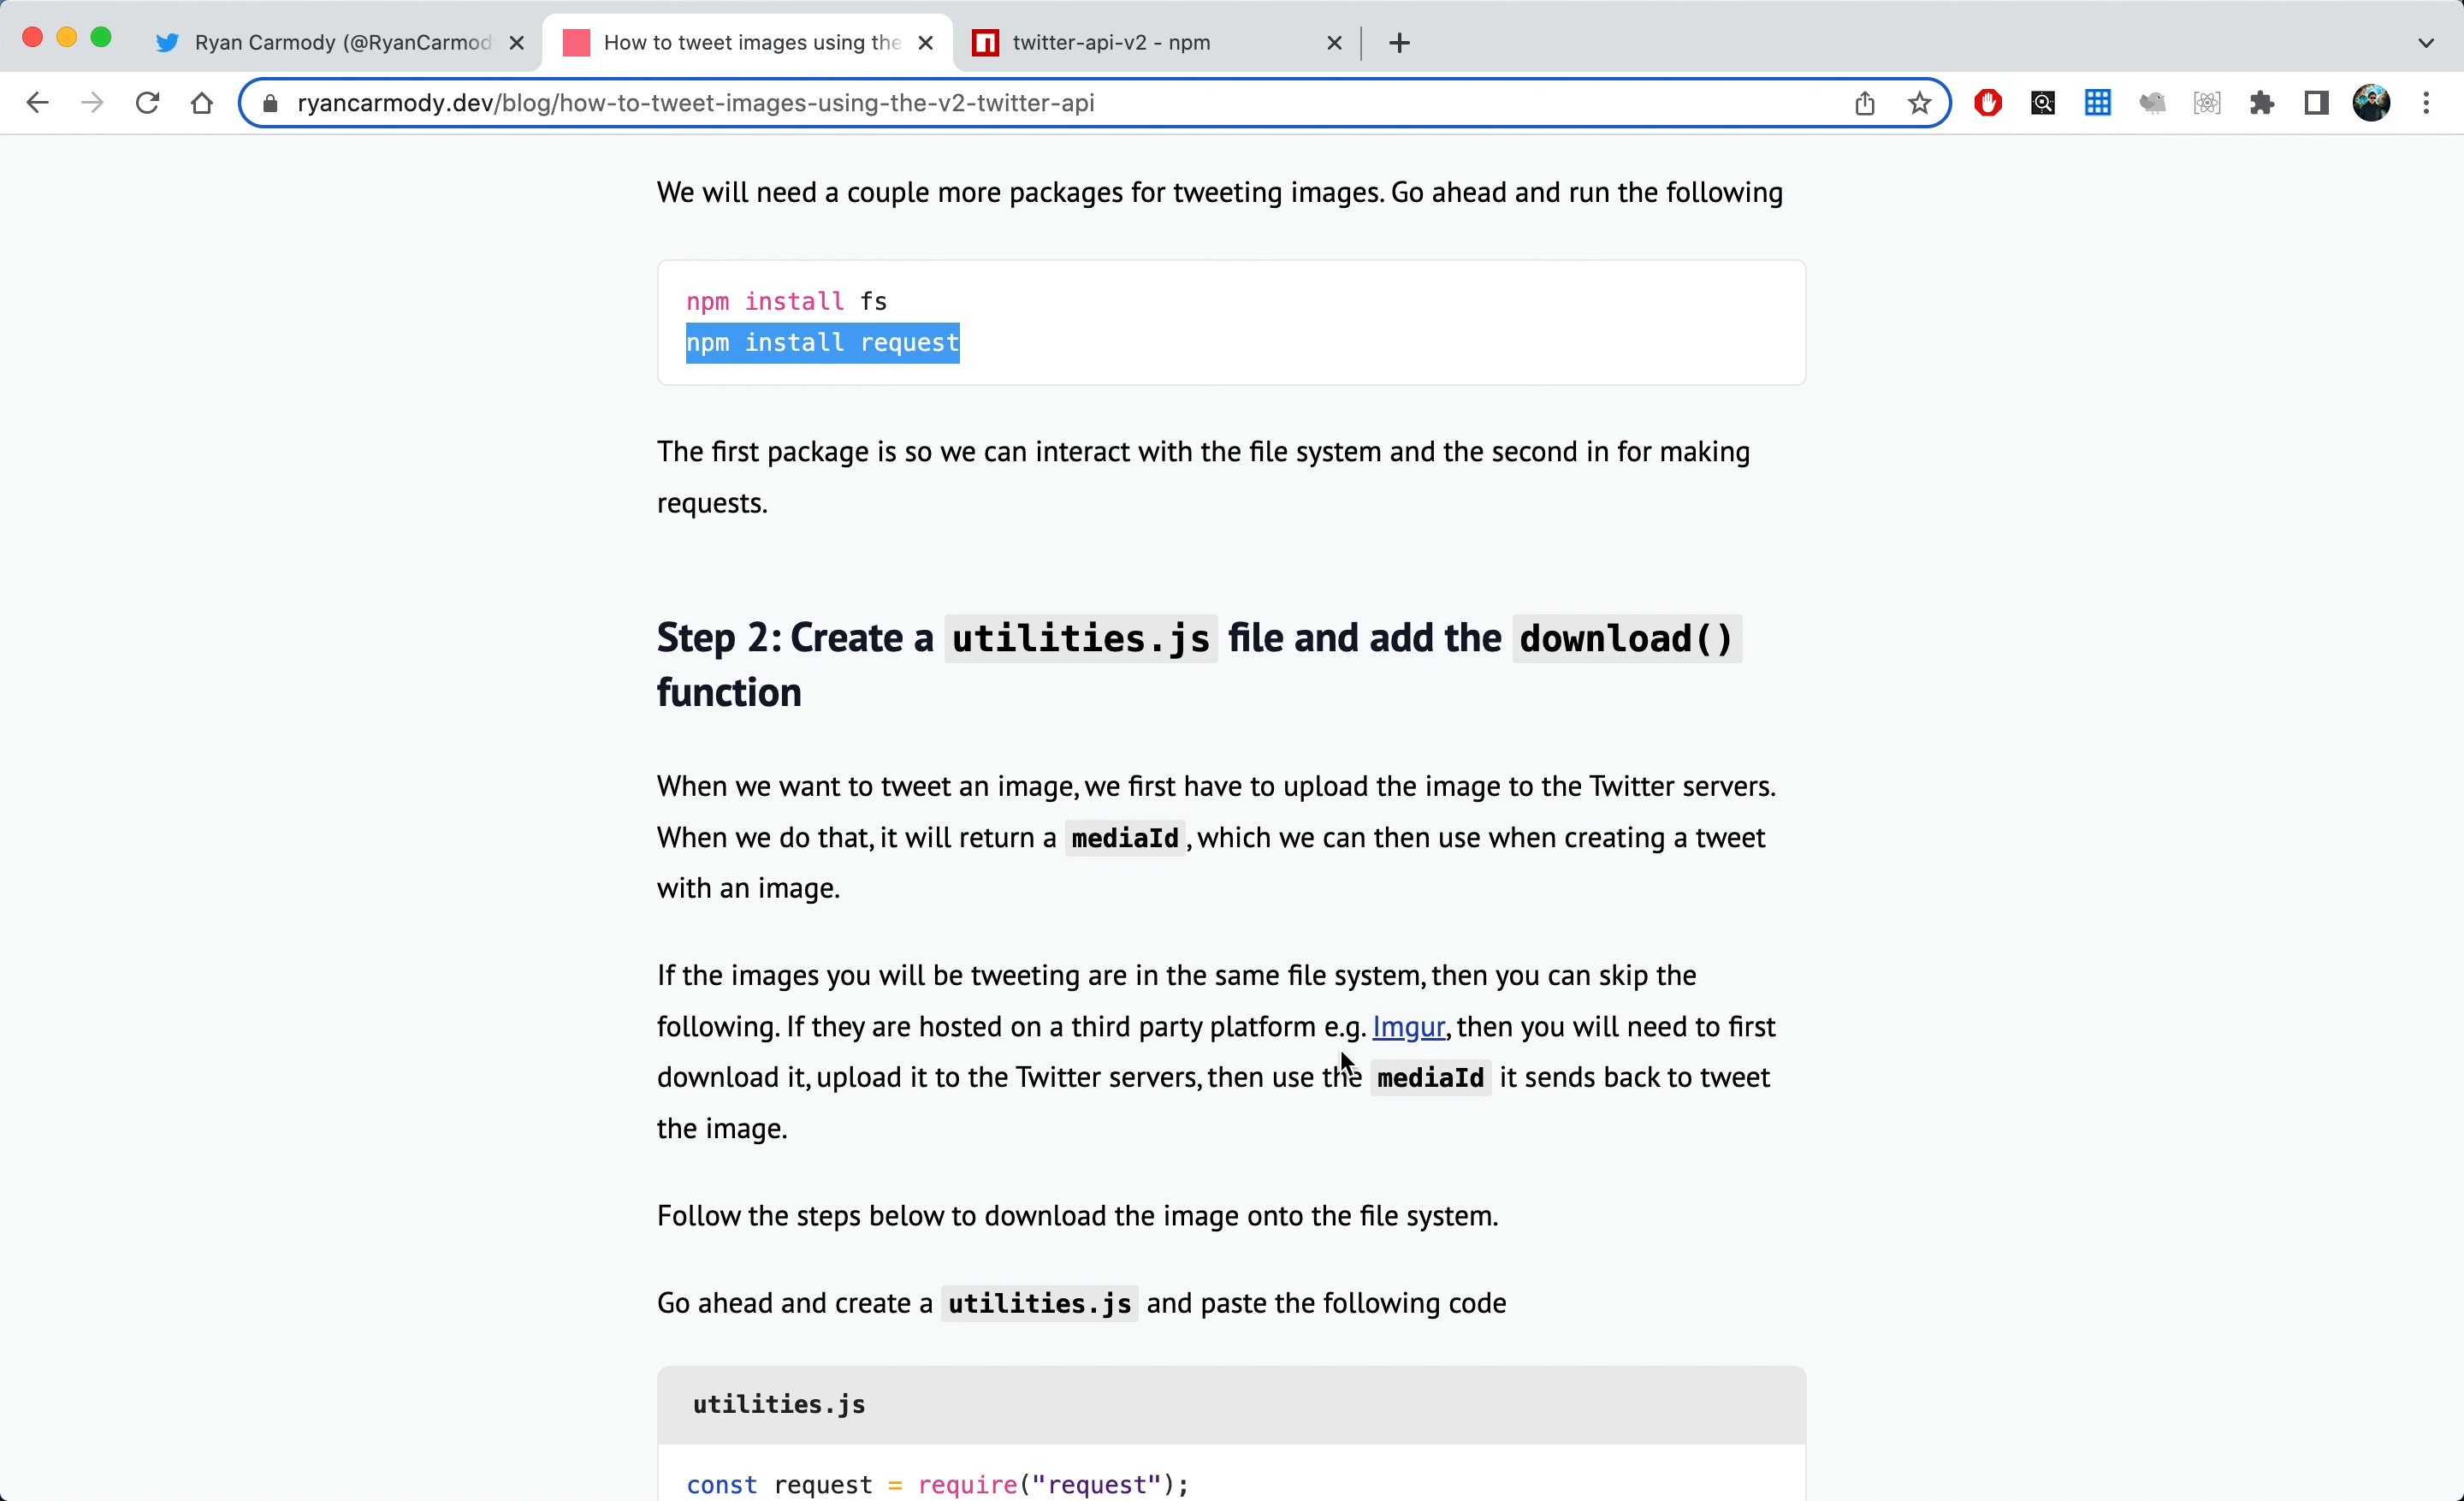 Ryan Carmody (@RyanCarmod
How to tweet images using the
twitter-api-v2 - npm
ryancarmody.dev/blog/how-to-tweet-images-using-the-v2-twitter-api
We will need a couple more packages for tweeting images. Go ahead and run the following
npm install fs
npm install request
The first package is so we can interact with the file system and the second in for making
requests.
Step 2: Create a utilities.js file and add the download()
function
When we want to tweet an image, we first have to upload the image to the Twitter servers.
When we do that, it will return a mediaId, which we can then use when creating a tweet
with an image.
If the images you will be tweeting are in the same file system, then you can skip the
following. If they are hosted on a third party platform e.g. Imgur, then you will need to first
download it, upload it to the Twitter servers, then use the mediaId it sends back to tweet
the image.
Follow the steps below to download the image onto the file system.
Go ahead and create a utilities.js and paste the following code
utilities.js
const request = require("request");